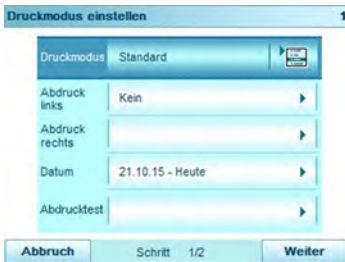 Druckmodus einstellen 1
Druckmodus Standard
Abdruck links Kein
Abdruck rechts
Datum 21.10.15 - Heute
Abdrucktest
Abbruch Schritt 1/2 Weiter